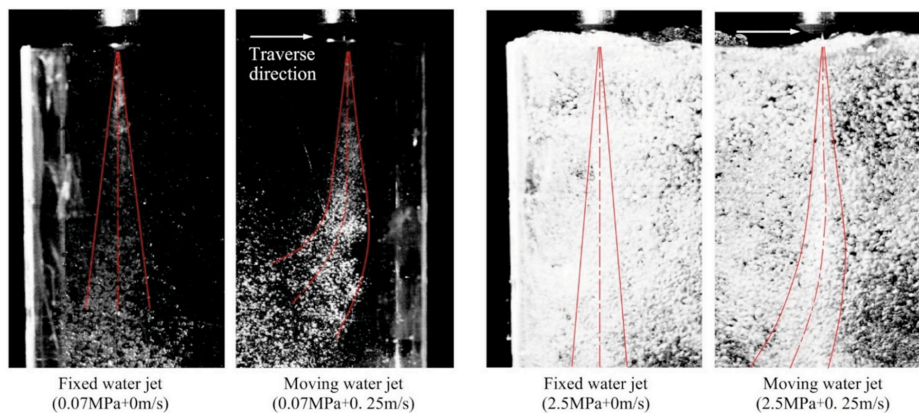 Traverse
direction
Fixed water jet
(0.07MPa+0m/s)
Moving water jet
(0.07MPa+0. 25m/s)
Fixed water jet
(2.5MPa+0m/s)
Moving water jet
(2.5MPa+0. 25m/s)